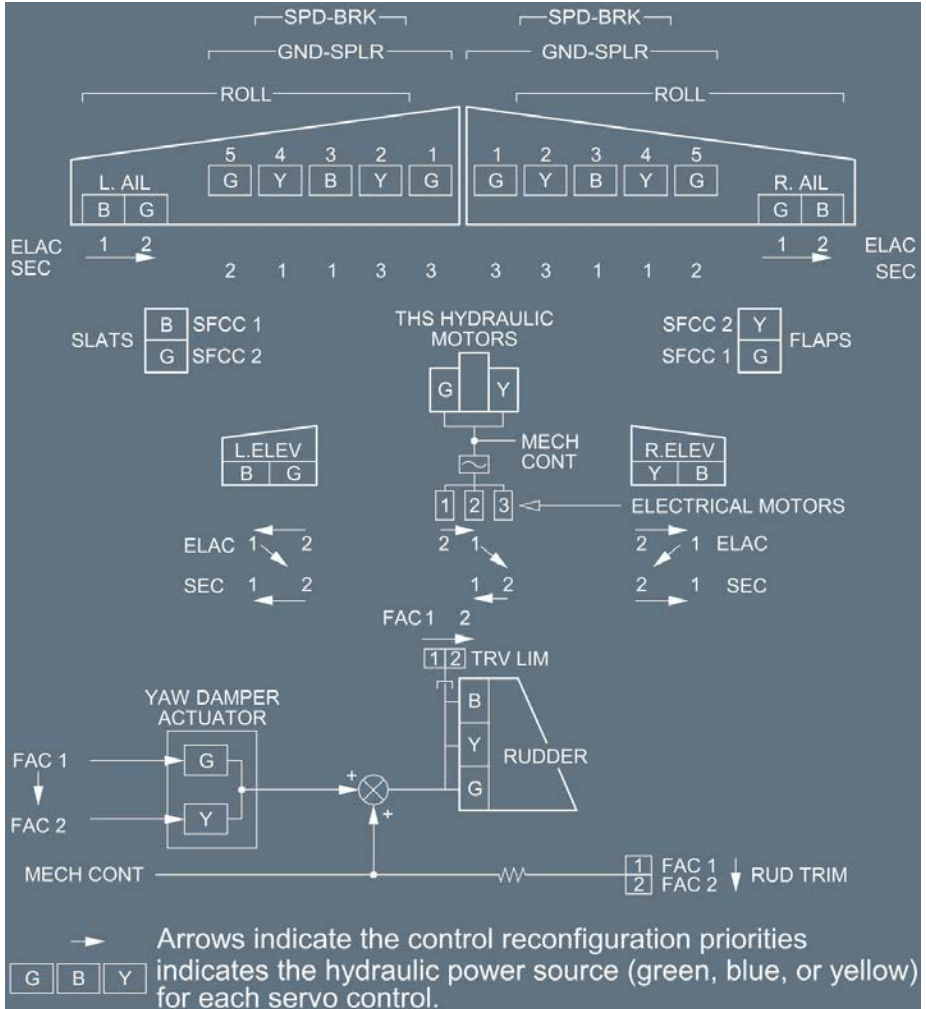 SPD-BRK SPD-BRK
GND-SPLR GND-SPLR
ROLL ROLL
5 4 3 2 1 1 2 3 4 5
G Y B Y G G Y B Y G
L. AIL R. AIL
B G G B
ELAC 1 2 1 2 ELAC
SEC 2 1 1 3 3 3 3 1 1 2 SEC
THS HYDRAULIC
MOTORS
SLATS B SFCC 1
G SFCC 2
SFCC 2 Y FLAPS
SFCC 1 G
G Y
MECH
CONT
L.ELEV R.ELEV
B G Y B
1 2 3 ELECTRICAL MOTORS
ELAC 1 2 2 1 2 1 ELAC
SEC 1 2 1 2 2 1 SEC
FAC 1 2
1 2 TRV LIM
YAW DAMPER
ACTUATOR
B
Y RUDDER
G
FAC 1 G
FAC 2 Y
+
+
MECH CONT
1 FAC 1
2 FAC 2
RUD TRIM
Arrows indicate the control reconfiguration priorities
G B Y indicates the hydraulic power source (green, blue, or yellow)
for each servo control.